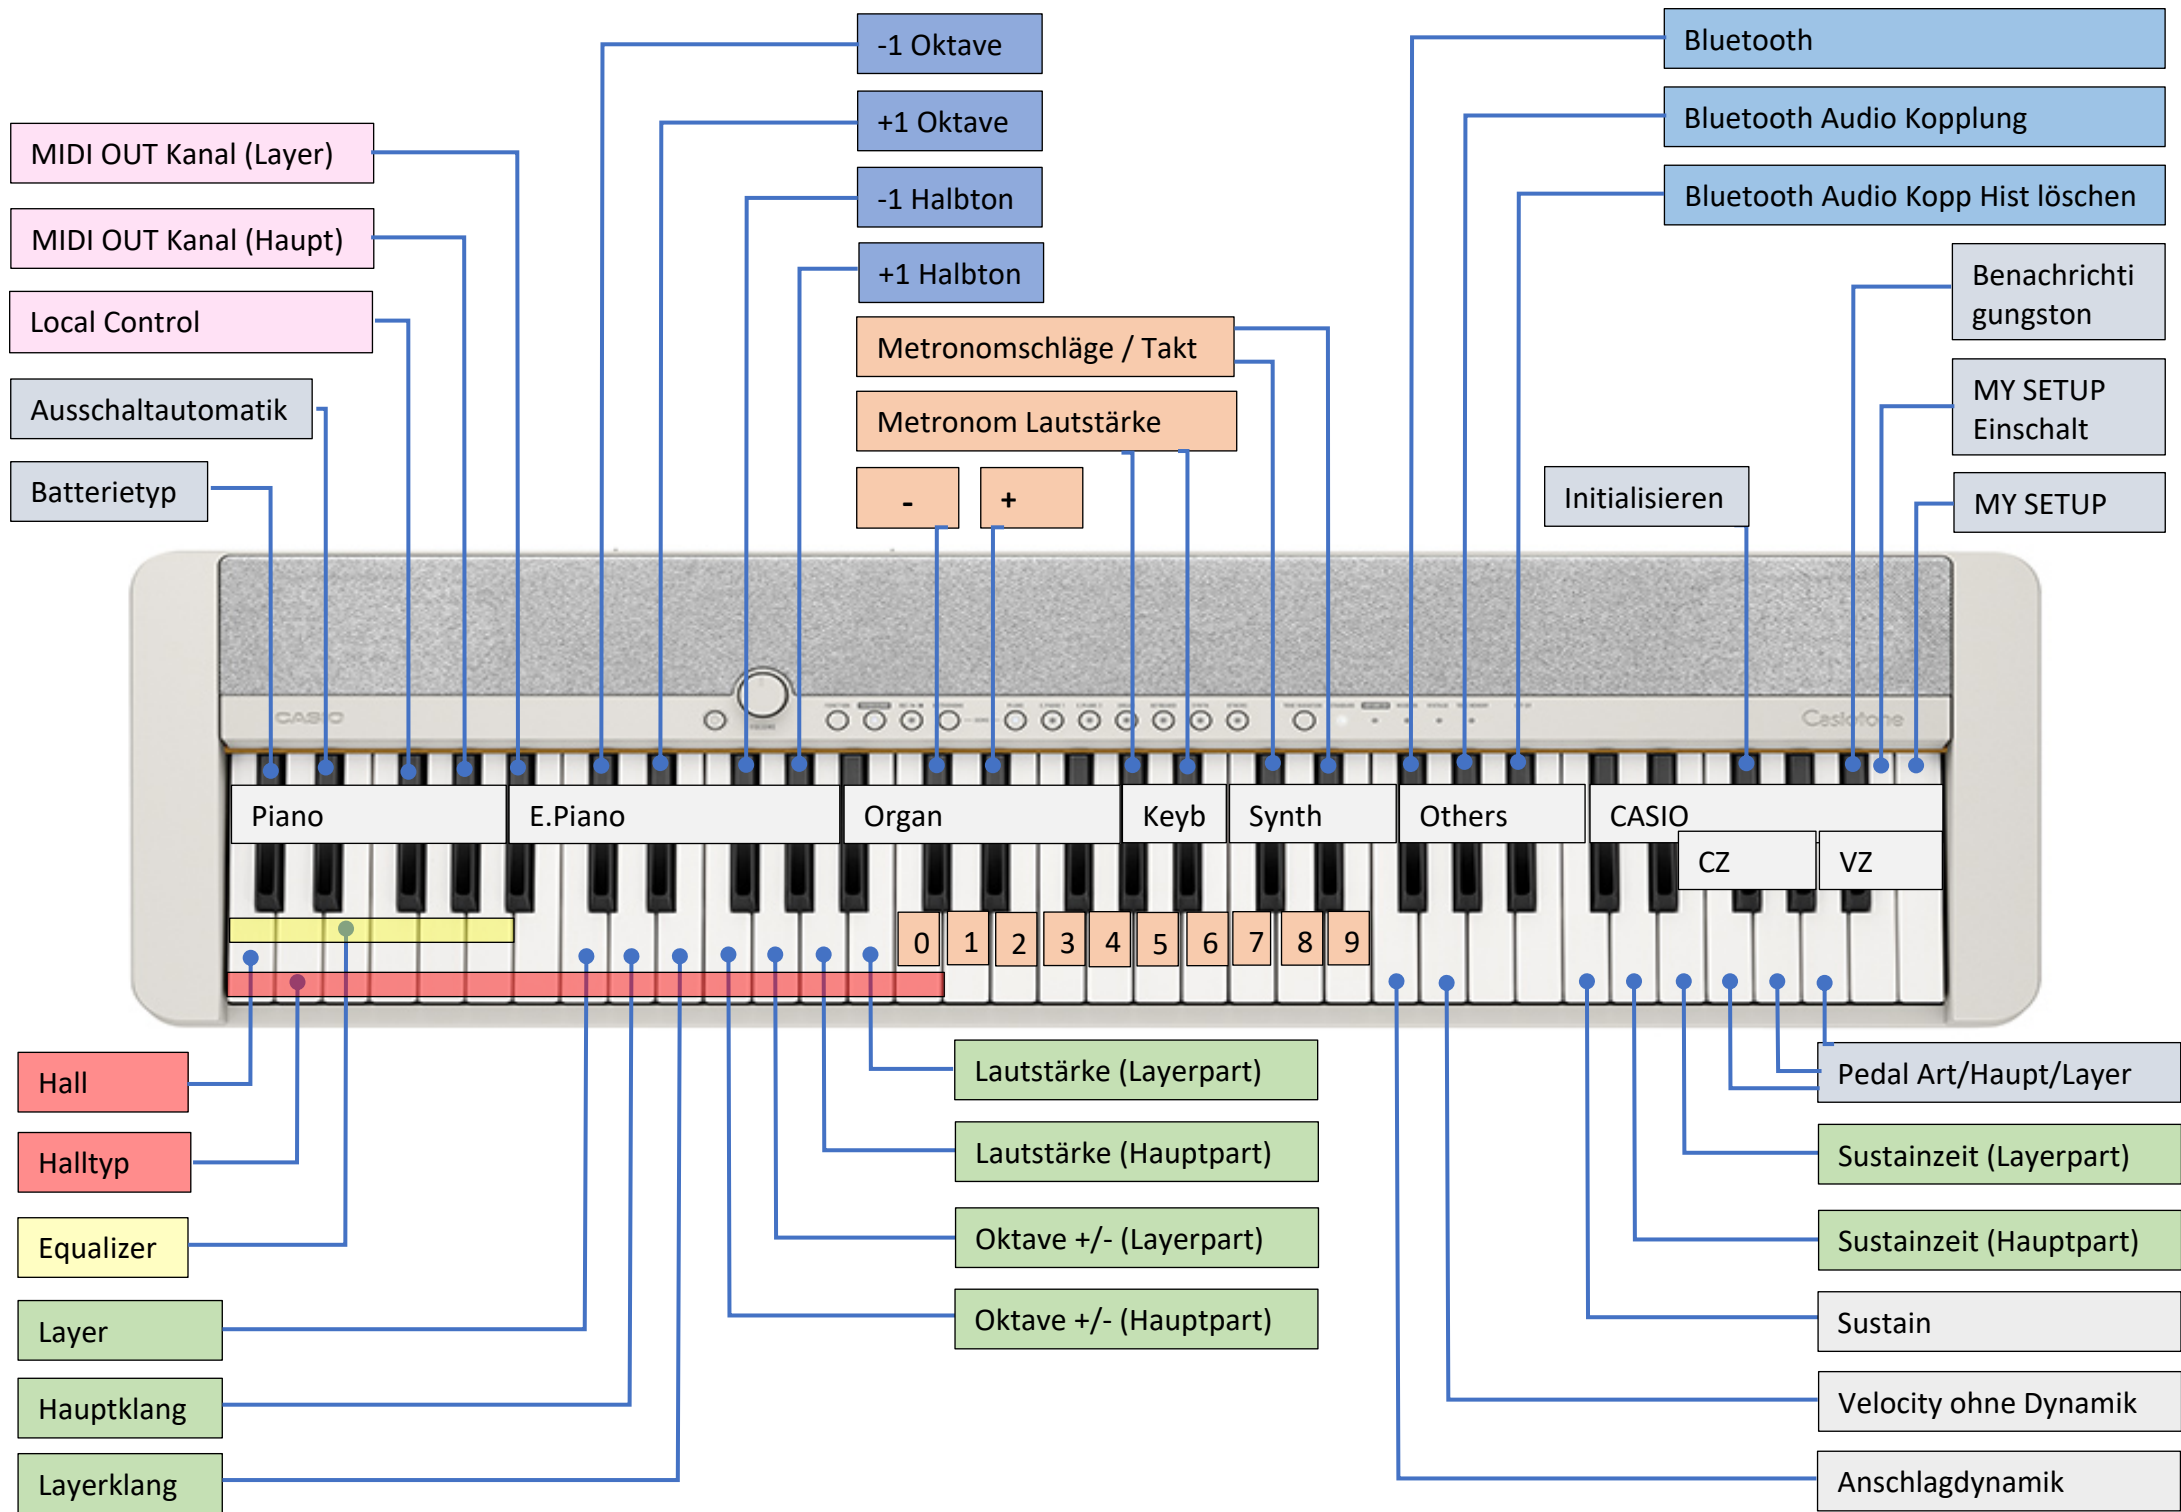 -1 Oktave
+1 Oktave
-1 Halbton
+1 Halbton
Bluetooth
Bluetooth Audio Kopplung
Bluetooth Audio Kopp Hist löschen
MIDI OUT Kanal (Layer)
MIDI OUT Kanal (Haupt)
Local Control
Ausschaltautomatik
Batterietyp
Metronomschläge / Takt
Metronom Lautstärke
-
+
Benachrichti
gungston
MY SETUP
Einschalt
MY SETUP
Initialisieren
CASIO
Casiotone
Piano
E.Piano
Organ
Keyb
Synth
Others
CASIO
CZ
VZ
0 1 2 3 4 5 6 7 8 9
Hall
Halltyp
Equalizer
Layer
Hauptklang
Layerklang
Lautstärke (Layerpart)
Lautstärke (Hauptpart)
Oktave +/- (Layerpart)
Oktave +/- (Hauptpart)
Pedal Art/Haupt/Layer
Sustainzeit (Layerpart)
Sustainzeit (Hauptpart)
Sustain
Velocity ohne Dynamik
Anschlagdynamik